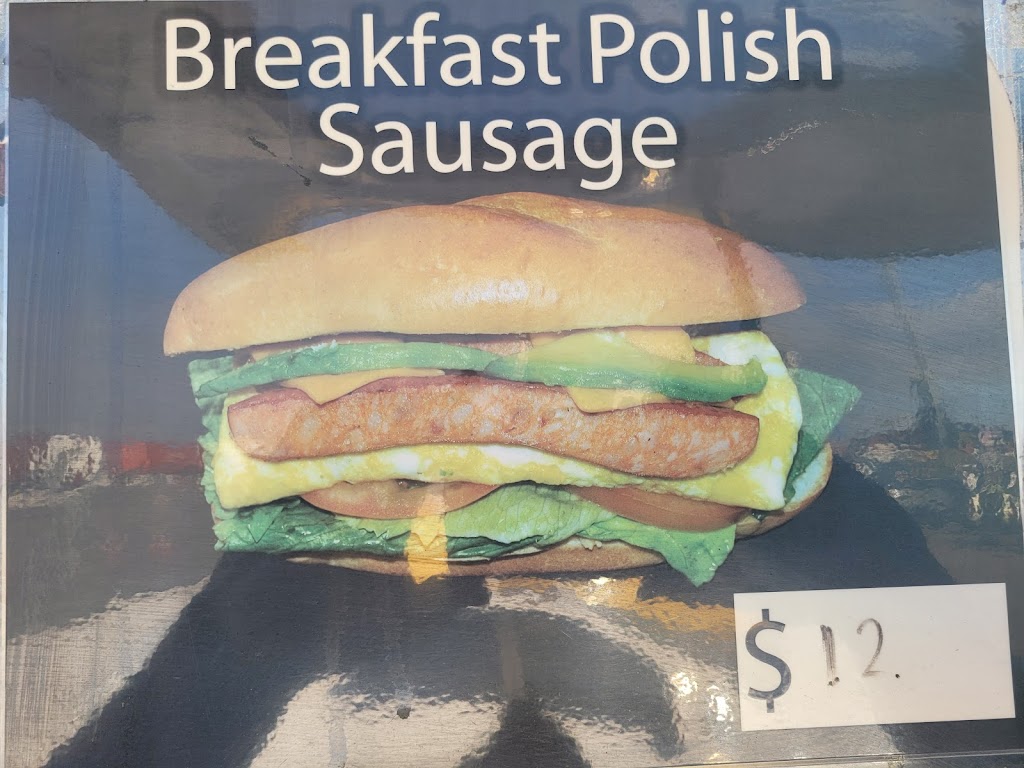 Breakfast Polish
Sausage
$ 12.